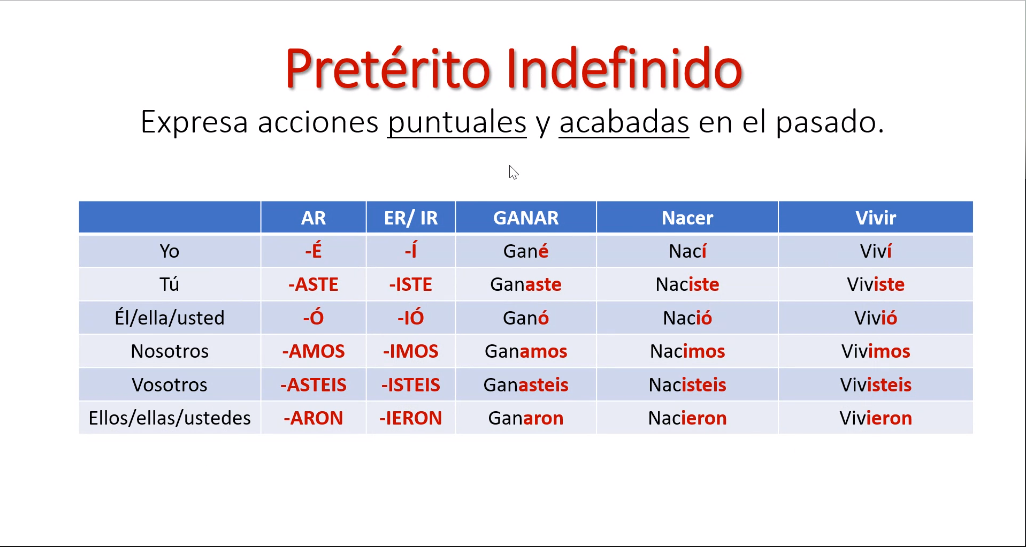 Pretérito Indefinido
Expresa acciones puntuales y acabadas en el pasado.
AR ER/ IR GANAR Nacer Vivir
Yo -É -Í Gané Nací Viví
Tú -ASTE -ISTE Ganaste Naciste Viviste
Él/ella/usted -Ó -IÓ Ganó Nació Vivió
Nosotros -AMOS -IMOS Ganamos Nacimos Vivimos
Vosotros -ASTEIS -ISTEIS Ganasteis Nacisteis Vivisteis
Ellos/ellas/ustedes -ARON -IERON Ganaron Nacieron Vivieron